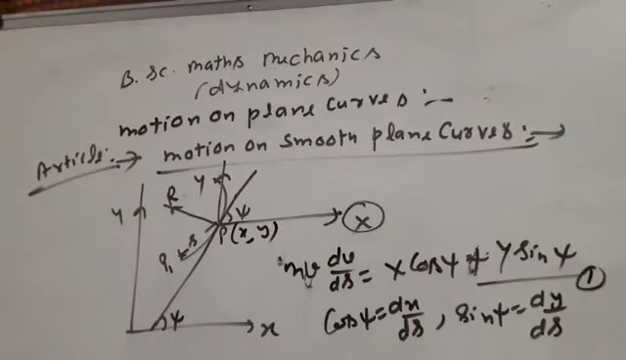 B.sc. maths mechanics
(dynamics)
motion on plane curves :-
Article :→ motion on smooth plane curves :→
y
R
Y
ψ
X
P(x, y)
s
ψ
x
mv dv/ds = X cosψ + Y sinψ
①
cosψ = dx/ds, sinψ = dy/ds